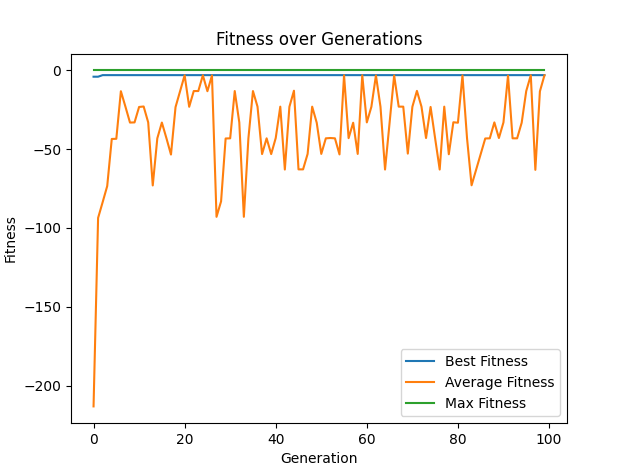 Fitness over Generations
0
−50
−100
−150
−200
Fitness
0 20 40 60 80 100
Generation
Best Fitness
Average Fitness
Max Fitness